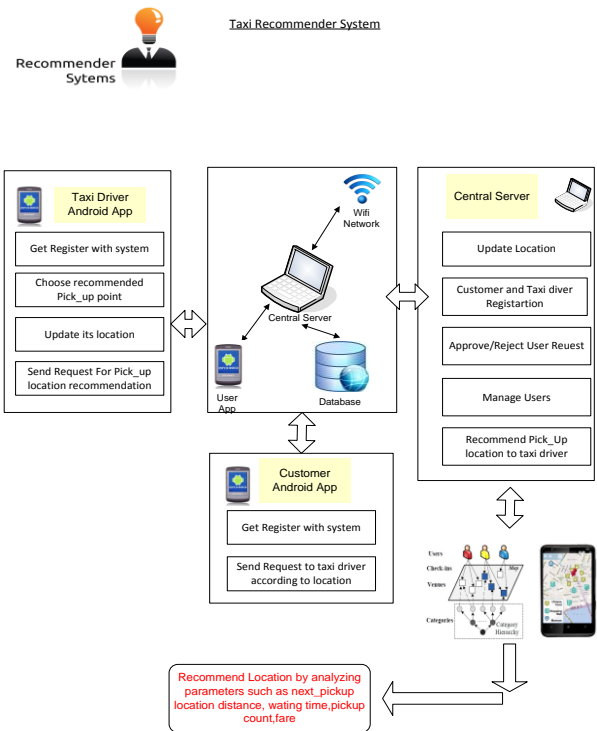 Taxi Recommender System
Recommender
Sytems
Taxi Driver
Android App
Get Register with system
Choose recommended
Pick_up point
Update its location
Send Request For Pick_up
location recommendation
Wifi
Network
Central Server
User
App
Database
Central Server
Update Location
Customer and Taxi diver
Registartion
Approve/Reject User Reuest
Manage Users
Recommend Pick_Up
location to taxi driver
Customer
Android App
Get Register with system
Send Request to taxi driver
according to location
Users
Check-ins
Map
Venues
Categories
Category
Hierarchy
Recommend Location by analyzing
parameters such as next_pickup
location distance, wating time,pickup
count,fare